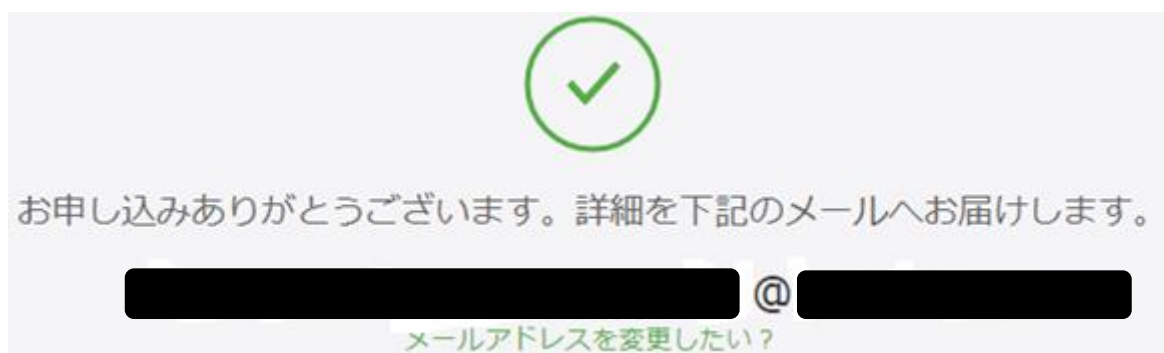 お申し込みありがとうございます。詳細を下記のメールへお届けします。
@
メールアドレスを変更したい？